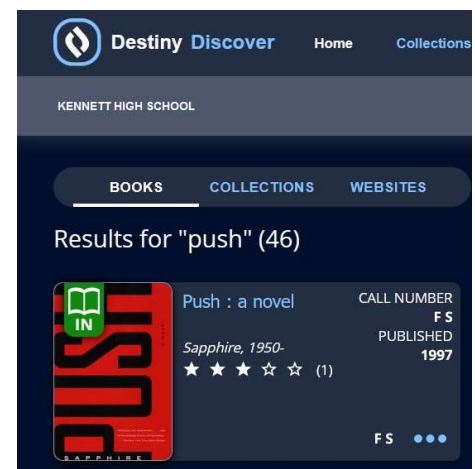 Destiny Discover Home Collections
KENNETT HIGH SCHOOL
BOOKS COLLECTIONS WEBSITES
Results for "push" (46)
IN
PUSH
SAPPHIRE
Push : a novel
Sapphire, 1950-
(1)
CALL NUMBER
F S
PUBLISHED
1997
F S